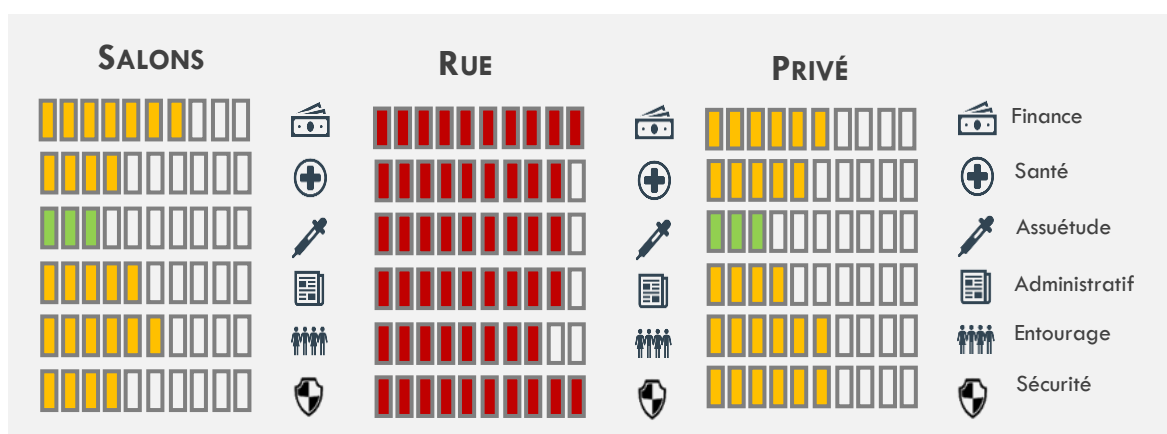 SALONS
RUE
PRIVÉ
Finance
Santé
Assuétude
Administratif
Entourage
Sécurité